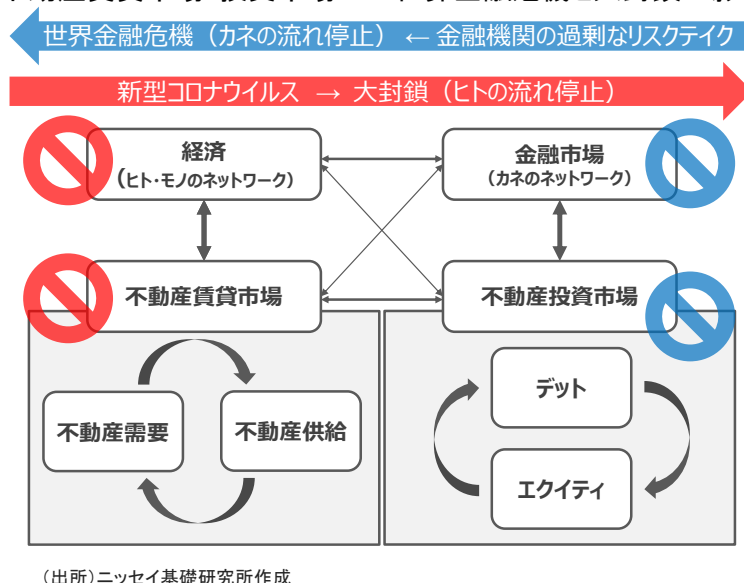 世界金融危機（カネの流れ停止） ← 金融機関の過剰なリスクテイク
新型コロナウイルス → 大封鎖（ヒトの流れ停止）
経済
（ヒト・モノのネットワーク）
金融市場
（カネのネットワーク）
不動産賃貸市場
不動産投資市場
不動産需要
不動産供給
デット
エクイティ
（出所）ニッセイ基礎研究所作成